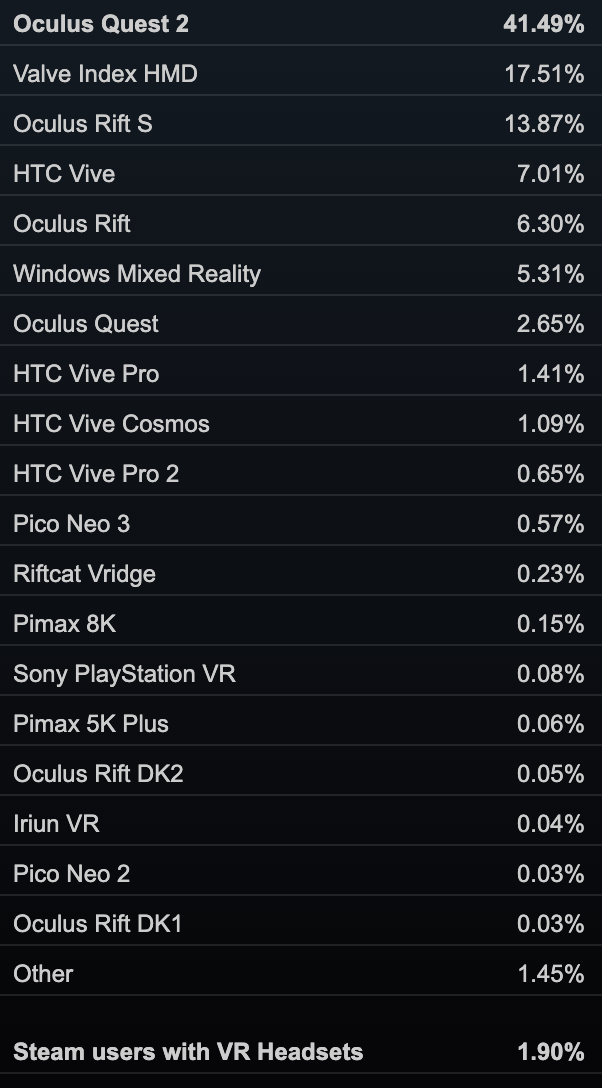 Oculus Quest 2 41.49%
Valve Index HMD 17.51%
Oculus Rift S 13.87%
HTC Vive 7.01%
Oculus Rift 6.30%
Windows Mixed Reality 5.31%
Oculus Quest 2.65%
HTC Vive Pro 1.41%
HTC Vive Cosmos 1.09%
HTC Vive Pro 2 0.65%
Pico Neo 3 0.57%
Riftcat Vridge 0.23%
Pimax 8K 0.15%
Sony PlayStation VR 0.08%
Pimax 5K Plus 0.06%
Oculus Rift DK2 0.05%
Iriun VR 0.04%
Pico Neo 2 0.03%
Oculus Rift DK1 0.03%
Other 1.45%
Steam users with VR Headsets 1.90%